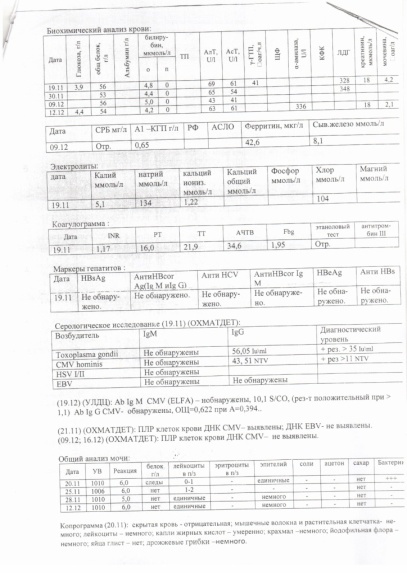 Биохимический анализ крови:
Дата Глюкоза, г/л общ белок, г/л Альбумин г/л билирубин, мкмоль/л ТП АлТ, U/l АсТ, U/l γ-ГТП, ЩФ α-амилаза, U/l КФК ЛДГ креатинин, мкмоль/л мочевина,
о п
19.11 3,9 56 4,8 0 69 61 41 328 18 4,2
30.11 53 4,4 0 65 54 348
09.12 56 5,0 0 43 41
12.12 4,4 54 4,2 0 63 61 336 18 2,1
Дата СРБ мг/л А1 –КГП г/л РФ АСЛО Ферритин, мкг/л Сыв.железо ммоль/л
09.12 Отр. 0,65 42,6 8,1
Электролиты:
дата Калий ммоль/л натрий ммоль/л кальций иониз. ммоль/л Кальций общий ммоль/л Фосфор ммоль/л Хлор ммоль/л Магний ммоль/л
19.11 5,1 134 1,22 104
Коагулограмма :
Дата INR РТ ТТ АЧТВ Fbg этаноловый тест антитромбин III
19.11 1,17 16,0 21,9 34,6 1,95 Отр.
Маркеры гепатитов :
Дата HBsAg АнтиHBcor Ag(Ig M иIg G) Анти HCV АнтиHBcor Ig M HBeAg Анти HBs
19.11 Не обнаружено. Не обнаружено. Не обнаружено. Не обнаружено. Не обнаружено. Не обнаружено.
Серологическое исследование (19.11) (ОХМАТДЕТ):
Возбудитель IgM IgG Диагностический уровень
Toxoplasma gondii Не обнаружены 56,05 iu/ml + рез. > 35 iu/ml
CMV hominis Не обнаружены 43, 51 NTV + рез >11 NTV
HSV I/II Не обнаружены
EBV Не обнаружены Не обнаружены
(19.12) (УЛДЦ): Ab Ig M CMV (ELFA) – необнаружены, 10,1 S/CO, (рез-т положительный при >
1,1) Ab Ig G CMV- обнаружены, ОЩ=0,622 при А=0,394..
(21.11) (ОХМАТДЕТ): ПЛР клеток крови ДНК CMV– выявлены; ДНК EBV- не выявлены.
(09.12; 16.12) (ОХМАТДЕТ): ПЛР клеток крови ДНК CMV– не выявлены.
Общий анализ мочи:
Дата УВ Реакция белок г/л лейкоциты в п/з эритроциты в п/з эпителий соли ацетон сахар Бактерии
20.11 1010 6,0 следы 0-1 - единичные - - нет +++
25.11 1006 6,0 нет 1-2 - - - - нет -
28.11 1010 5,0 нет единичные - немного - - нет -
12.12 1010 6,0 нет единичные - немного - - нет -
Копрограмма (20.11): скрытая кровь - отрицательная; мышечные волокна и растительная клетчатка- не-
много; лейкоциты – немного; капли жирных кислот – умеренно; крахмал –немного; йодофильная флора -
немного; яйца глист – нет; дрожжевые грибки –немного.